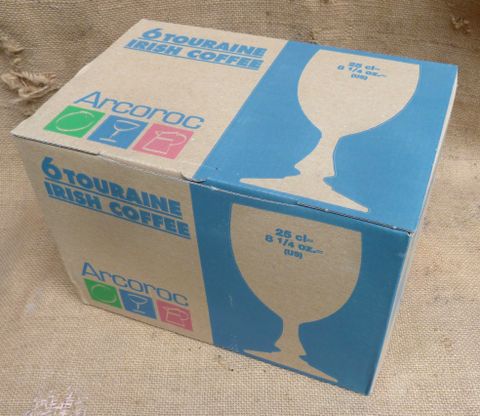 6 TOURAINE
IRISH COFFEE
25 cl~
8 1/4 oz.~
(US)
Arcoroc
6 TOURAINE
IRISH COFFEE
25 cl~
8 1/4 oz.~
(US)
Arcoroc